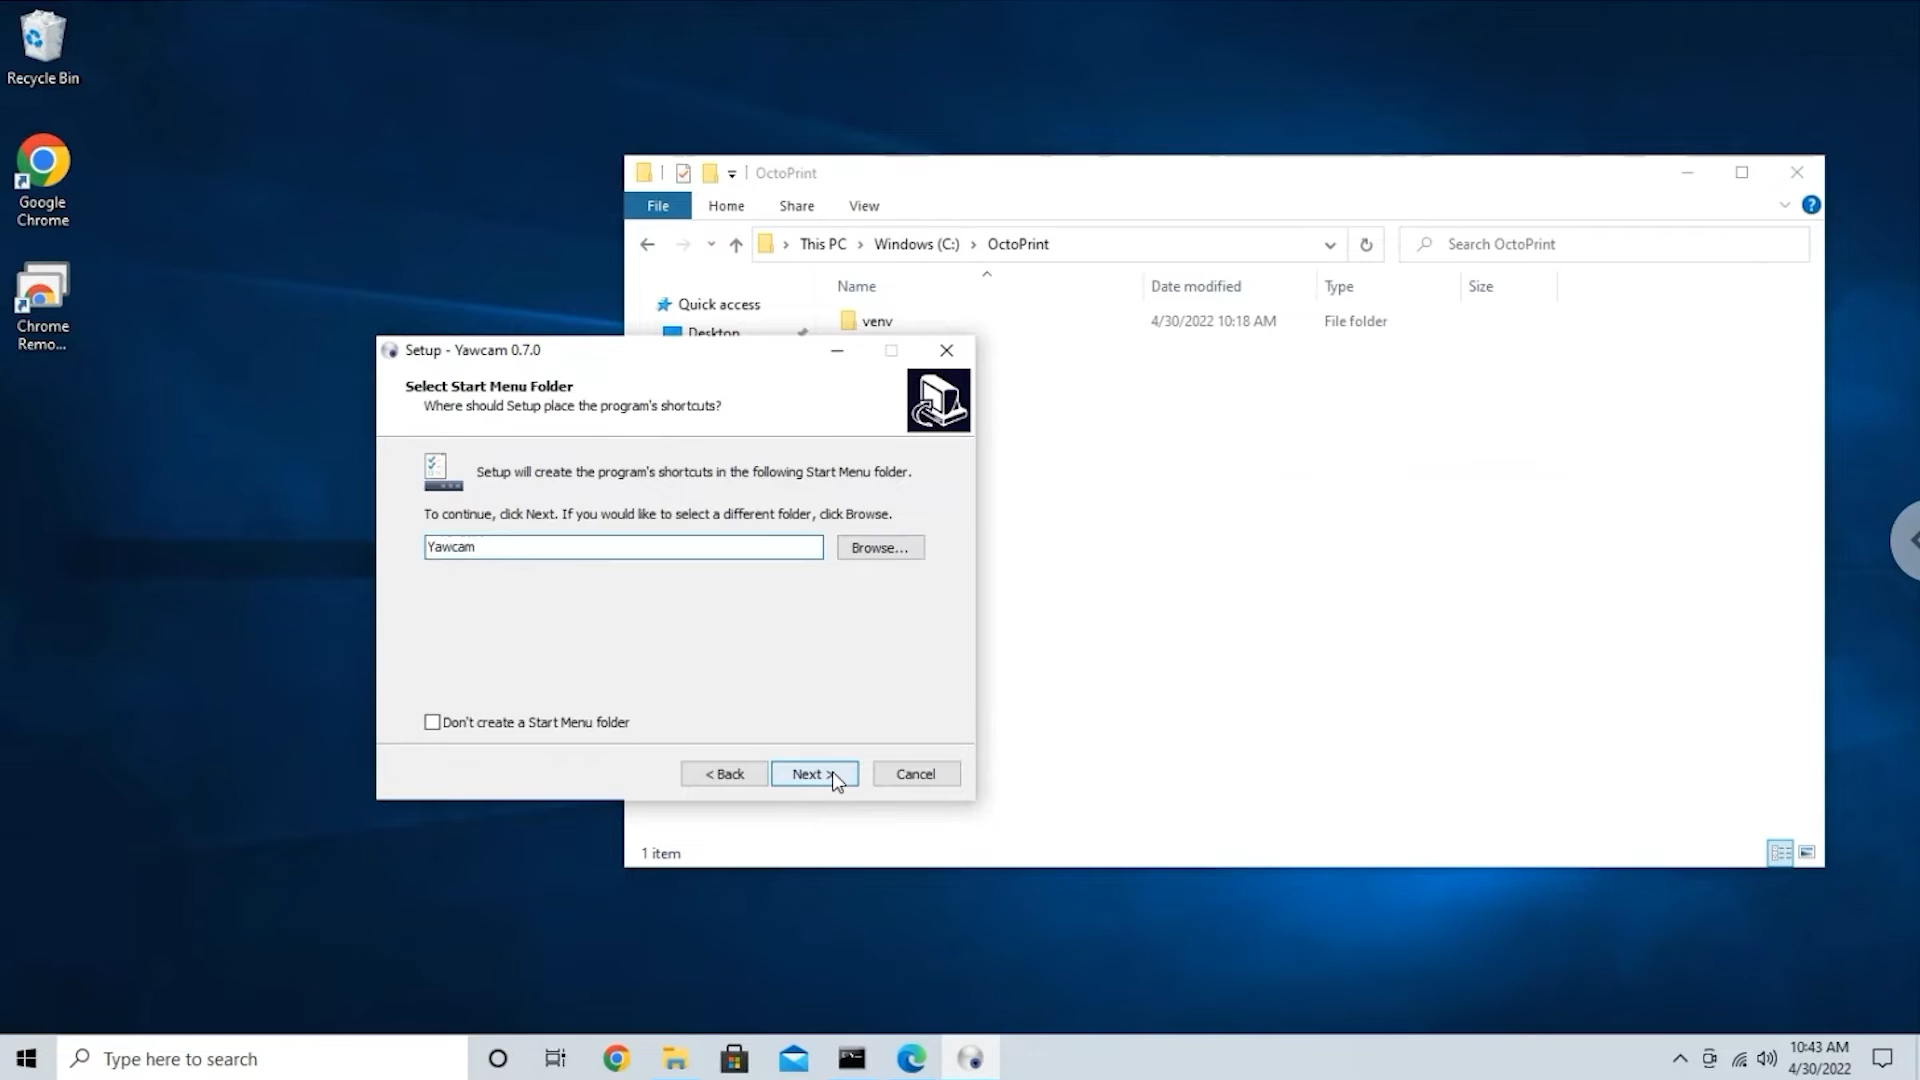 Recycle Bin
Google
Chrome
Chrome
Remo...
OctoPrint
File Home Share View
This PC > Windows (C:) > OctoPrint
Search OctoPrint
Name Date modified Type Size
Quick access
Desktop
venv 4/30/2022 10:18 AM File folder
Setup - Yawcam 0.7.0
Select Start Menu Folder
Where should Setup place the program's shortcuts?
Setup will create the program's shortcuts in the following Start Menu folder.
To continue, click Next. If you would like to select a different folder, click Browse.
Yawcam
Browse...
Don't create a Start Menu folder
< Back Next > Cancel
1 item
Type here to search
10:43 AM
4/30/2022